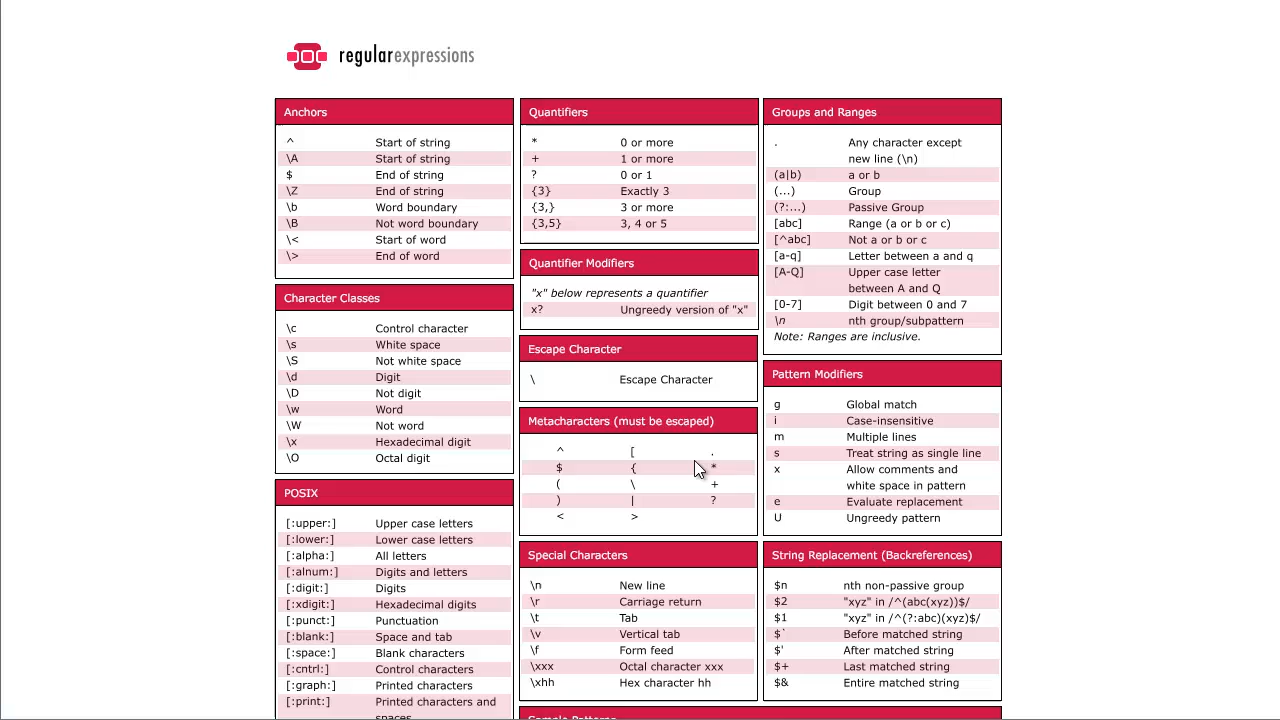 regularexpressions
Anchors
^ Start of string
\A Start of string
$ End of string
\Z End of string
\b Word boundary
\B Not word boundary
\< Start of word
\> End of word
Character Classes
\c Control character
\s White space
\S Not white space
\d Digit
\D Not digit
\w Word
\W Not word
\x Hexadecimal digit
\O Octal digit
POSIX
[:upper:] Upper case letters
[:lower:] Lower case letters
[:alpha:] All letters
[:alnum:] Digits and letters
[:digit:] Digits
[:xdigit:] Hexadecimal digits
[:punct:] Punctuation
[:blank:] Space and tab
[:space:] Blank characters
[:cntrl:] Control characters
[:graph:] Printed characters
[:print:] Printed characters and
spaces
Quantifiers
* 0 or more
+ 1 or more
? 0 or 1
{3} Exactly 3
{3,} 3 or more
{3,5} 3, 4 or 5
Quantifier Modifiers
"x" below represents a quantifier
x? Ungreedy version of "x"
Escape Character
\ Escape Character
Metacharacters (must be escaped)
^ [ .
$ { *
( \ +
) | ?
< >
Special Characters
\n New line
\r Carriage return
\t Tab
\v Vertical tab
\f Form feed
\xxx Octal character xxx
\xhh Hex character hh
Groups and Ranges
. Any character except
new line (\n)
(a|b) a or b
(...) Group
(?:...) Passive Group
[abc] Range (a or b or c)
[^abc] Not a or b or c
[a-q] Letter between a and q
[A-Q] Upper case letter
between A and Q
[0-7] Digit between 0 and 7
\n nth group/subpattern
Note: Ranges are inclusive.
Pattern Modifiers
g Global match
i Case-insensitive
m Multiple lines
s Treat string as single line
x Allow comments and
white space in pattern
e Evaluate replacement
U Ungreedy pattern
String Replacement (Backreferences)
$n nth non-passive group
$2 "xyz" in /^(abc(xyz))$/
$1 "xyz" in /^(?:abc)(xyz)$/
$` Before matched string
$' After matched string
$+ Last matched string
$& Entire matched string
Sample Patterns